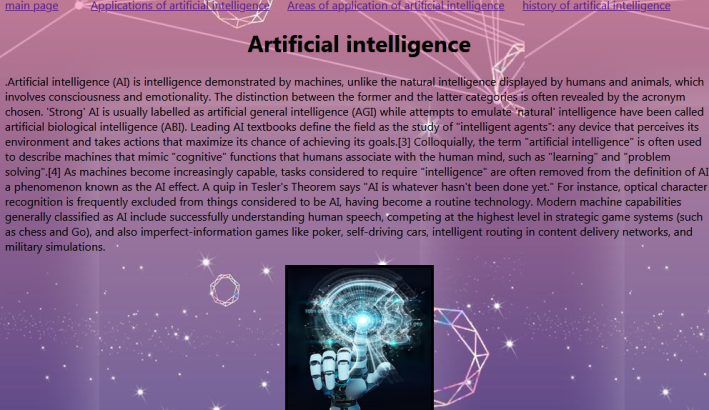 main page Applications of artificial intelligence Areas of application of artificial intelligence history of artifical intelligence
Artificial intelligence
.Artificial intelligence (AI) is intelligence demonstrated by machines, unlike the natural intelligence displayed by humans and animals, which
involves consciousness and emotionality. The distinction between the former and the latter categories is often revealed by the acronym
chosen. 'Strong' AI is usually labelled as artificial general intelligence (AGI) while attempts to emulate 'natural' intelligence have been called
artificial biological intelligence (ABI). Leading AI textbooks define the field as the study of "intelligent agents": any device that perceives its
environment and takes actions that maximize its chance of achieving its goals.[3] Colloquially, the term "artificial intelligence" is often used
to describe machines that mimic "cognitive" functions that humans associate with the human mind, such as "learning" and "problem
solving".[4] As machines become increasingly capable, tasks considered to require "intelligence" are often removed from the definition of AI,
a phenomenon known as the AI effect. A quip in Tesler's Theorem says "AI is whatever hasn't been done yet." For instance, optical character
recognition is frequently excluded from things considered to be AI, having become a routine technology. Modern machine capabilities
generally classified as AI include successfully understanding human speech, competing at the highest level in strategic game systems (such
as chess and Go), and also imperfect-information games like poker, self-driving cars, intelligent routing in content delivery networks, and
military simulations.